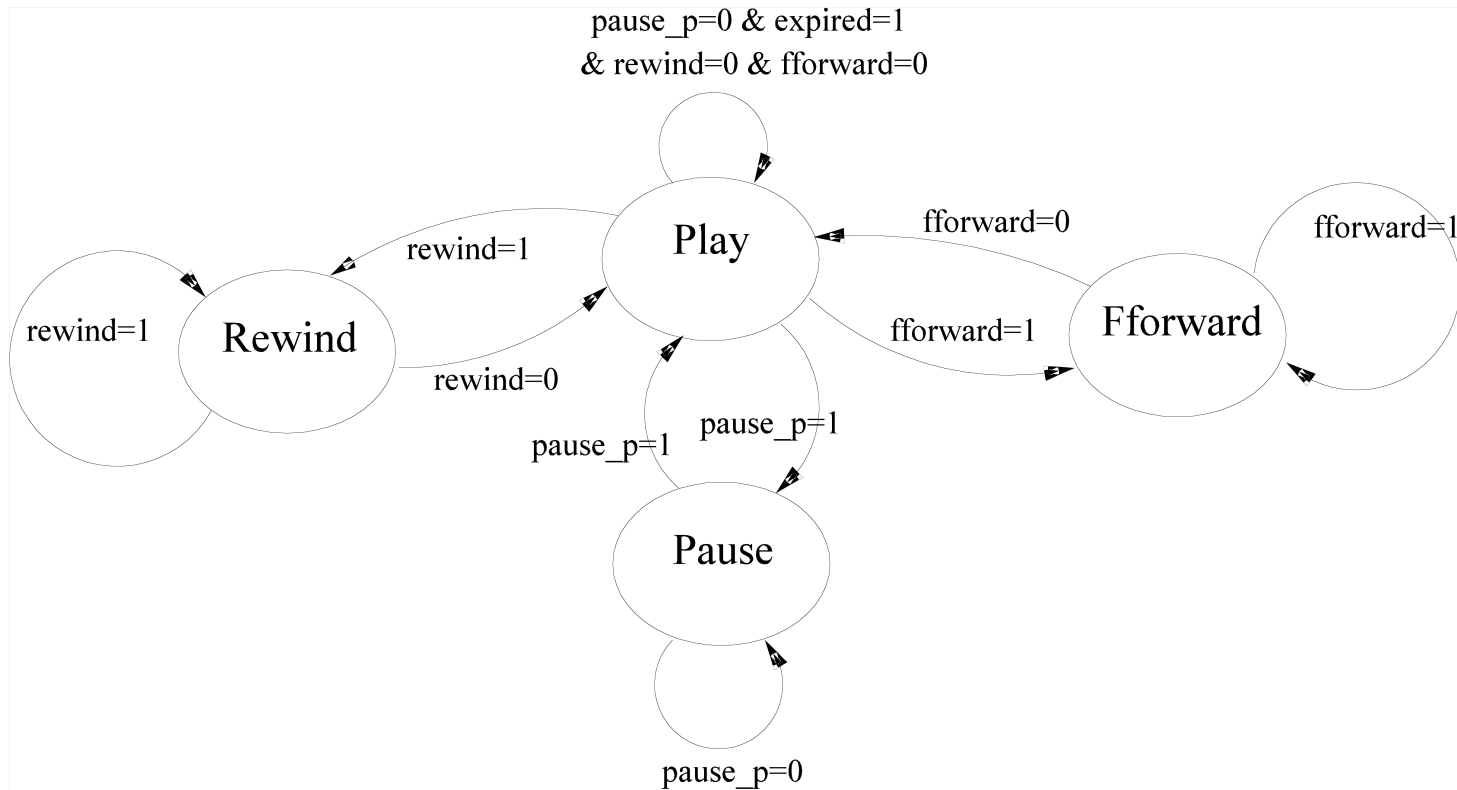 pause_p=0 & expired=1
& rewind=0 & fforward=0
Play
fforward=0
fforward=1
rewind=1
Fforward
fforward=1
rewind=1
Rewind
rewind=0
pause_p=1
pause_p=1
Pause
pause_p=0